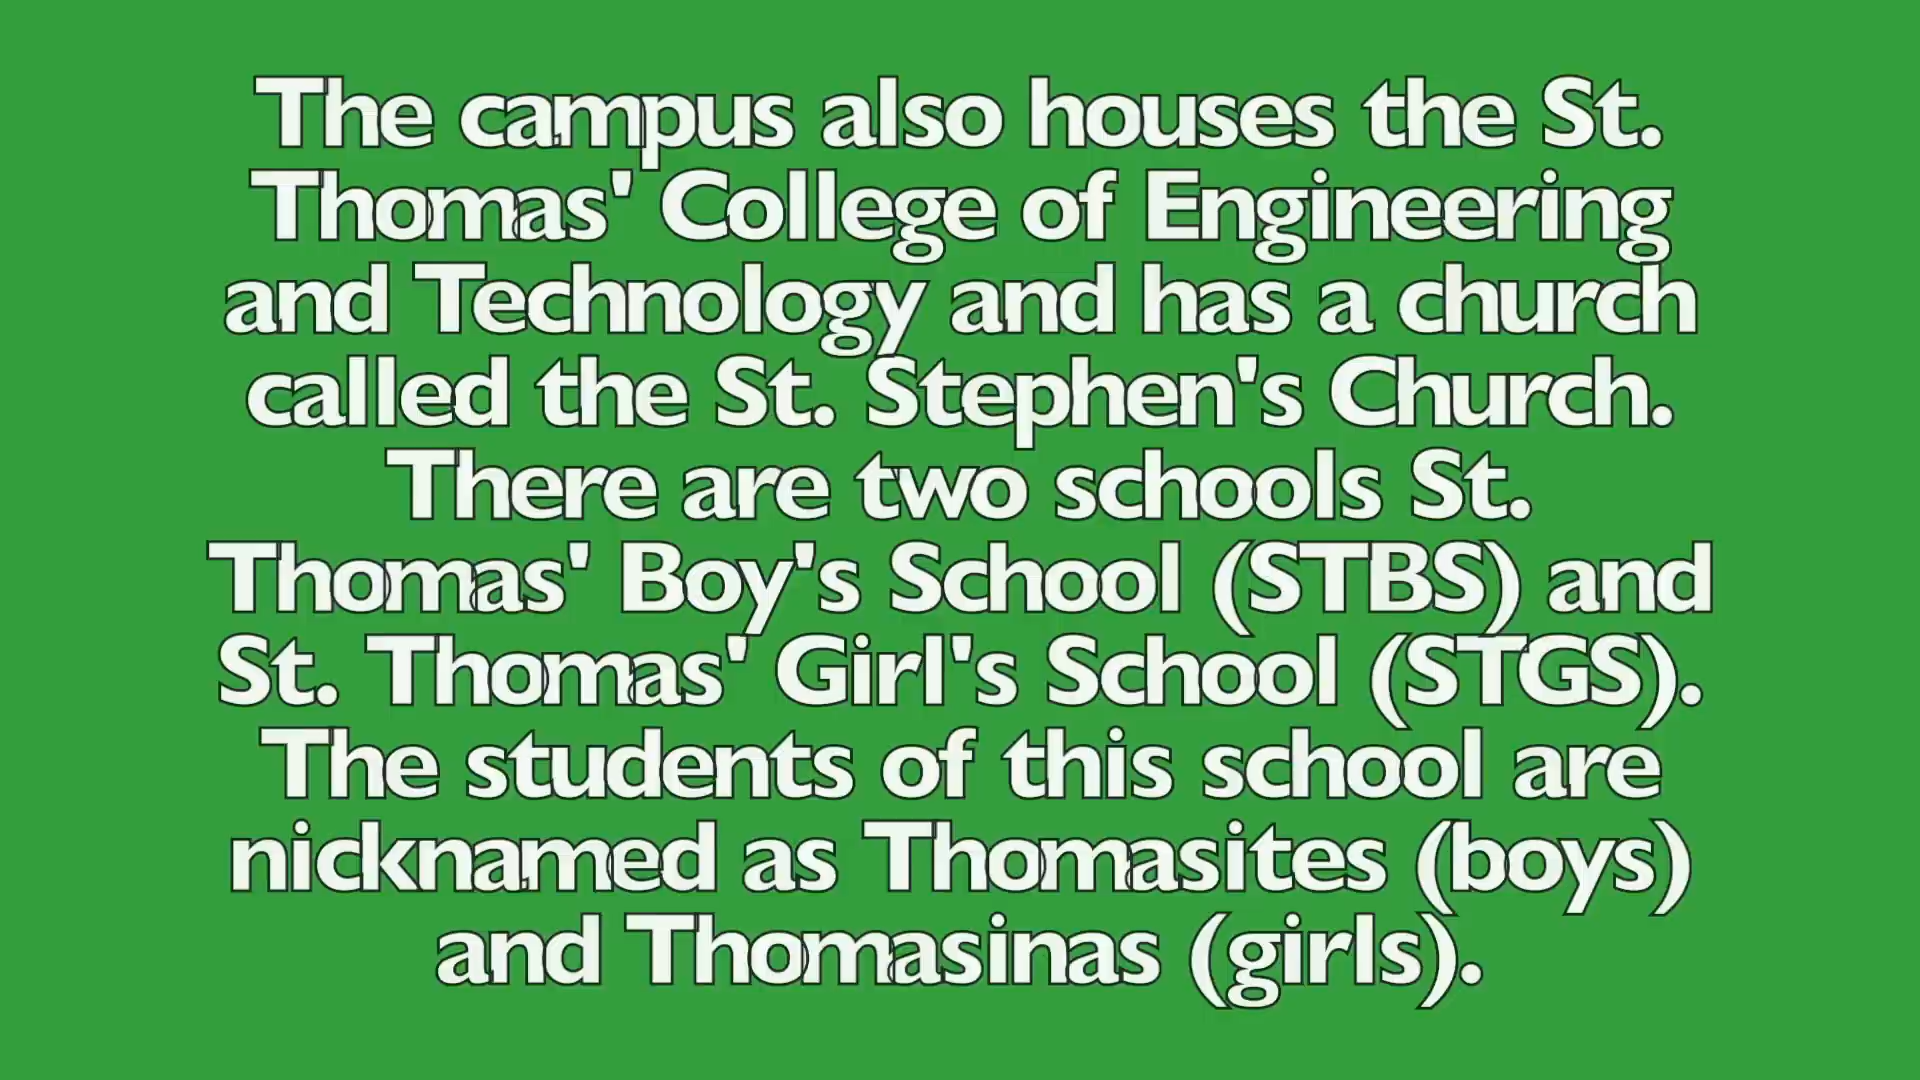 The campus also houses the St.
Thomas' College of Engineering
and Technology and has a church
called the St. Stephen's Church.
There are two schools St.
Thomas' Boy's School (STBS) and
St. Thomas' Girl's School (STGS).
The students of this school are
nicknamed as Thomasites (boys)
and Thomasinas (girls).